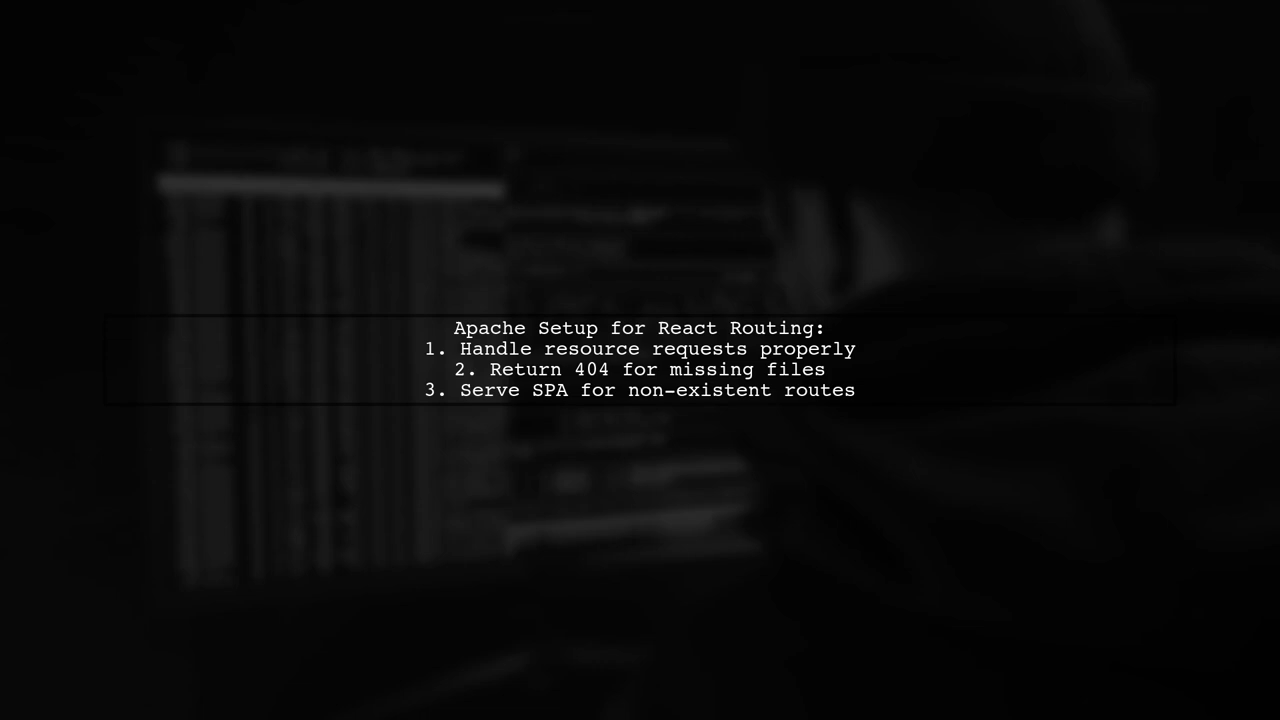 Apache Setup for React Routing:
1. Handle resource requests properly
2. Return 404 for missing files
3. Serve SPA for non-existent routes